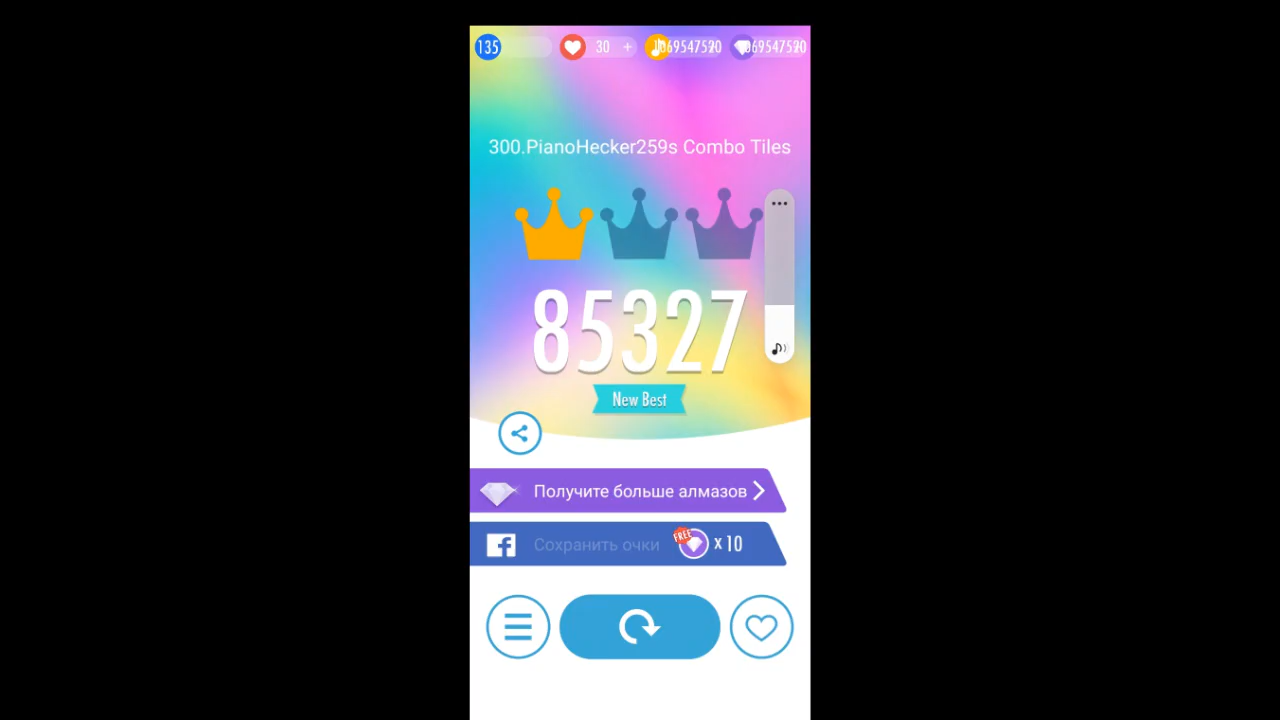 135
30 +
300.PianoHecker259s Combo Tiles
85327
New Best
Получите больше алмазов
Сохранить очки FREE x 10